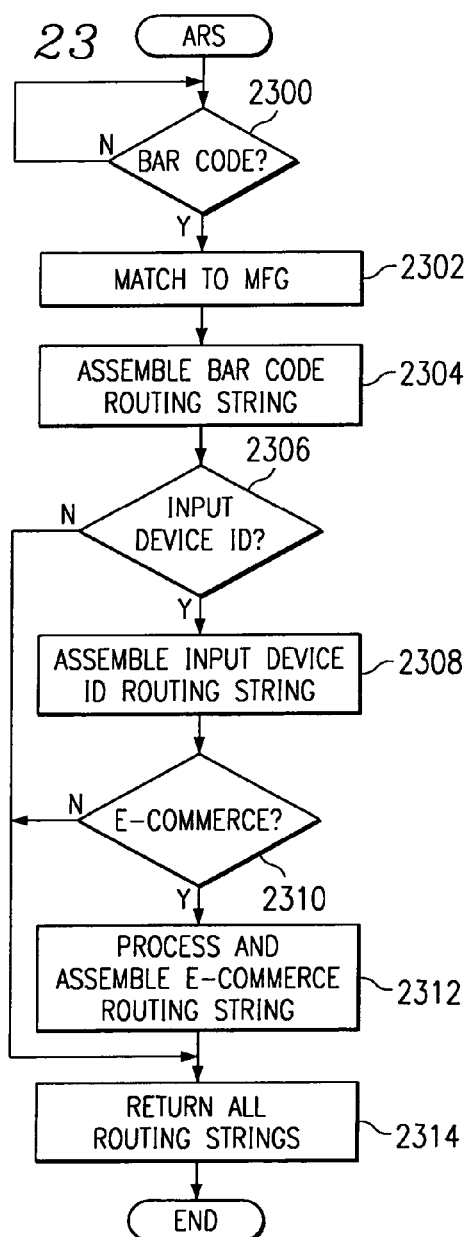 23
ARS
2300
N
BAR CODE?
Y
MATCH TO MFG
2302
ASSEMBLE BAR CODE
ROUTING STRING
2304
2306
N
INPUT
DEVICE ID?
Y
ASSEMBLE INPUT DEVICE
ID ROUTING STRING
2308
N
E-COMMERCE?
Y
2310
PROCESS AND
ASSEMBLE E-COMMERCE
ROUTING STRING
2312
RETURN ALL
ROUTING STRINGS
2314
END